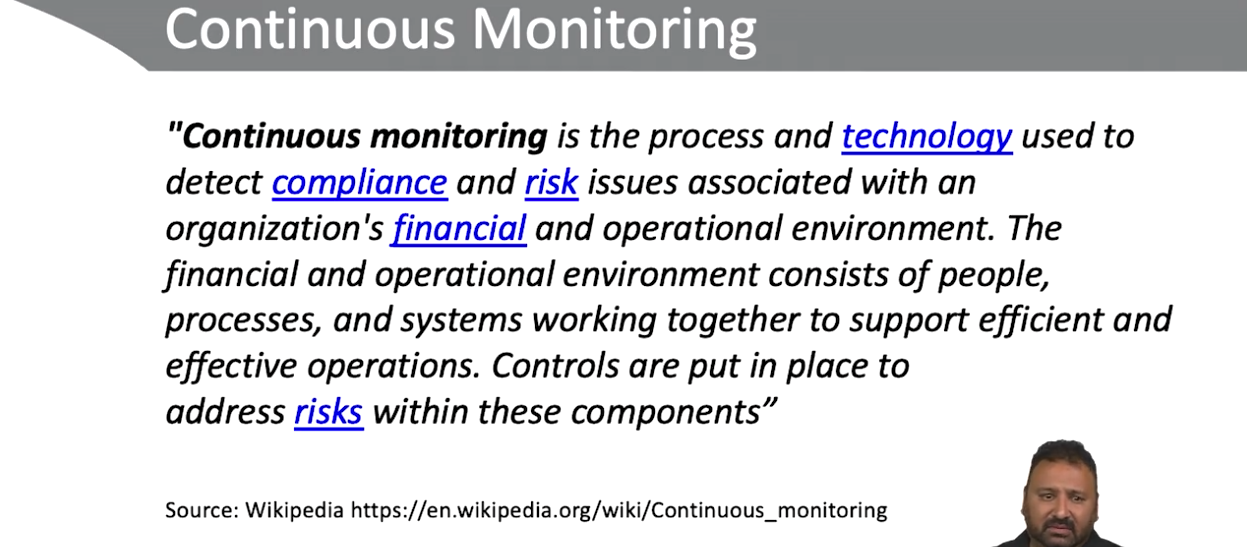 Continuous Monitoring
"Continuous monitoring is the process and technology used to
detect compliance and risk issues associated with an
organization's financial and operational environment. The
financial and operational environment consists of people,
processes, and systems working together to support efficient and
effective operations. Controls are put in place to
address risks within these components”
Source: Wikipedia https://en.wikipedia.org/wiki/Continuous_monitoring